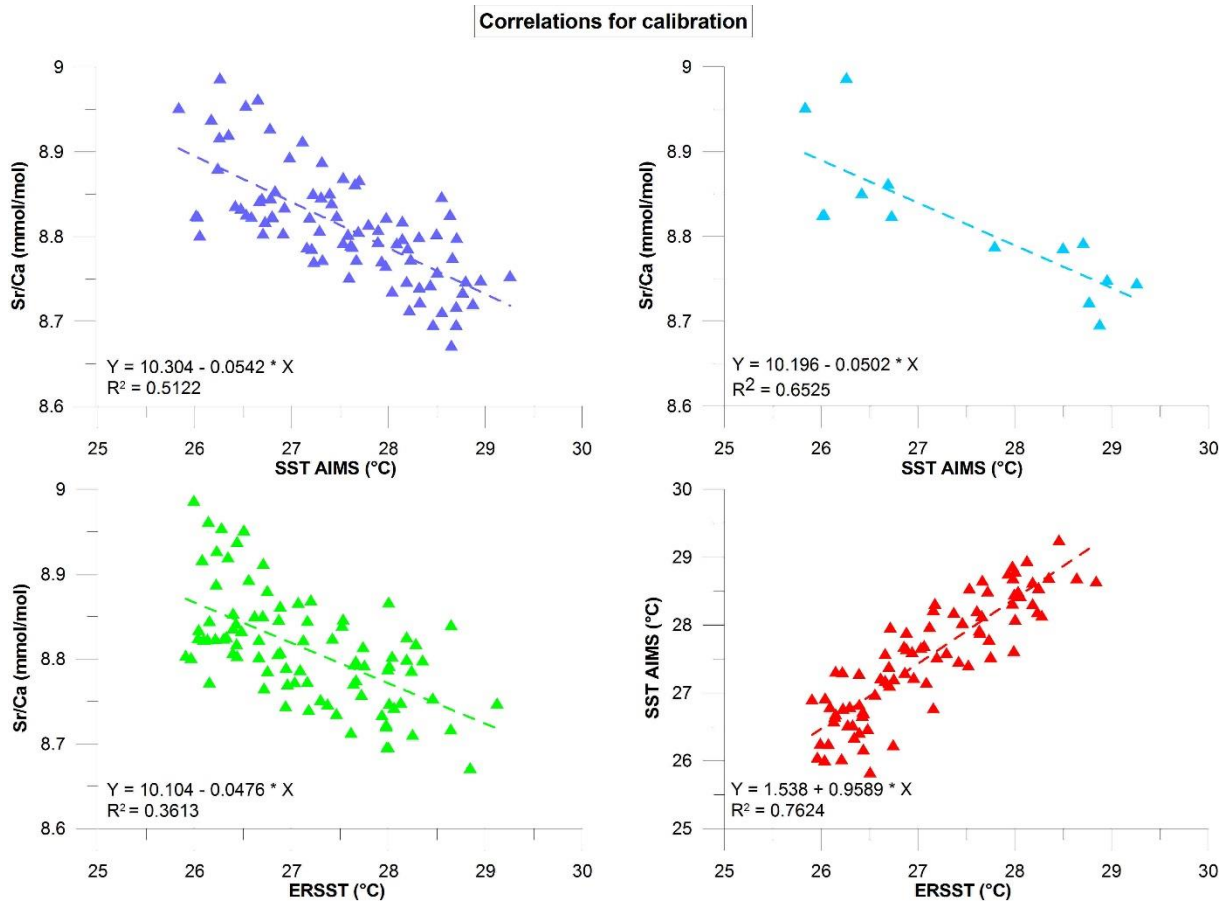 Correlations for calibration
9
8.9
8.8
8.7
8.6
Sr/Ca (mmol/mol)
Y = 10.304 - 0.0542 * X
R² = 0.5122
25 26 27 28 29 30
SST AIMS (°C)
9
8.9
8.8
8.7
8.6
Sr/Ca (mmol/mol)
Y = 10.196 - 0.0502 * X
R² = 0.6525
25 26 27 28 29 30
SST AIMS (°C)
9
8.9
8.8
8.7
8.6
Sr/Ca (mmol/mol)
Y = 10.104 - 0.0476 * X
R² = 0.3613
25 26 27 28 29 30
ERSST (°C)
30
29
28
27
26
25
SST AIMS (°C)
Y = 1.538 + 0.9589 * X
R² = 0.7624
25 26 27 28 29 30
ERSST (°C)